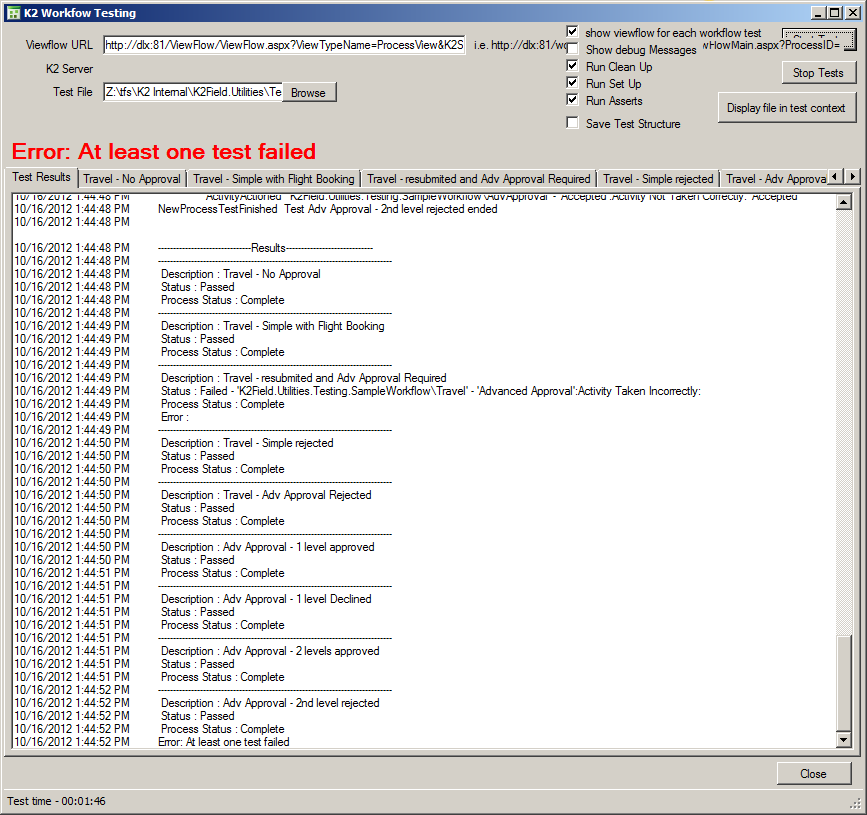 K2 Workfow Testing
Viewflow URL
http://dlx:81/ViewFlow/ViewFlow.aspx?ViewTypeName=ProcessView&K2S
i.e. http://dlx:81/wo
wFlowMain.aspx?ProcessID=
show viewflow for each workflow test
Show debug Messages
K2 Server
Run Clean Up
Stop Tests
Test File
Z:\tfs\K2 Internal\K2Field.Utilities\Te
Browse
Run Set Up
Run Asserts
Display file in test context
Save Test Structure
Error: At least one test failed
Test Results
Travel - No Approval
Travel - Simple with Flight Booking
Travel - resubmited and Adv Approval Required
Travel - Simple rejected
Travel - Adv Approva
10/16/2012 1:44:48 PM ActivityActioned K2Field.Utilities.Testing.SampleWorkflow\AdvApproval - Accepted :Activity Not Taken Correctly: Accepted
10/16/2012 1:44:48 PM NewProcessTestFinished Test Adv Approval - 2nd level rejected ended
10/16/2012 1:44:48 PM
10/16/2012 1:44:48 PM -------------------------------Results-----------------------------
10/16/2012 1:44:48 PM ------------------------------------------------------------------------------
10/16/2012 1:44:48 PM Description : Travel - No Approval
10/16/2012 1:44:48 PM Status : Passed
10/16/2012 1:44:48 PM Process Status : Complete
10/16/2012 1:44:48 PM ------------------------------------------------------------------------------
10/16/2012 1:44:49 PM Description : Travel - Simple with Flight Booking
10/16/2012 1:44:49 PM Status : Passed
10/16/2012 1:44:49 PM Process Status : Complete
10/16/2012 1:44:49 PM ------------------------------------------------------------------------------
10/16/2012 1:44:49 PM Description : Travel - resubmited and Adv Approval Required
10/16/2012 1:44:49 PM Status : Failed - 'K2Field.Utilities.Testing.SampleWorkflow\Travel' - 'Advanced Approval':Activity Taken Incorrectly:
10/16/2012 1:44:49 PM Process Status : Complete
10/16/2012 1:44:49 PM Error :
10/16/2012 1:44:49 PM ------------------------------------------------------------------------------
10/16/2012 1:44:50 PM Description : Travel - Simple rejected
10/16/2012 1:44:50 PM Status : Passed
10/16/2012 1:44:50 PM Process Status : Complete
10/16/2012 1:44:50 PM ------------------------------------------------------------------------------
10/16/2012 1:44:50 PM Description : Travel - Adv Approval Rejected
10/16/2012 1:44:50 PM Status : Passed
10/16/2012 1:44:50 PM Process Status : Complete
10/16/2012 1:44:50 PM ------------------------------------------------------------------------------
10/16/2012 1:44:50 PM Description : Adv Approval - 1 level approved
10/16/2012 1:44:50 PM Status : Passed
10/16/2012 1:44:51 PM Process Status : Complete
10/16/2012 1:44:51 PM ------------------------------------------------------------------------------
10/16/2012 1:44:51 PM Description : Adv Approval - 1 level Declined
10/16/2012 1:44:51 PM Status : Passed
10/16/2012 1:44:51 PM Process Status : Complete
10/16/2012 1:44:51 PM ------------------------------------------------------------------------------
10/16/2012 1:44:51 PM Description : Adv Approval - 2 levels approved
10/16/2012 1:44:51 PM Status : Passed
10/16/2012 1:44:51 PM Process Status : Complete
10/16/2012 1:44:52 PM ------------------------------------------------------------------------------
10/16/2012 1:44:52 PM Description : Adv Approval - 2nd level rejected
10/16/2012 1:44:52 PM Status : Passed
10/16/2012 1:44:52 PM Process Status : Complete
10/16/2012 1:44:52 PM Error: At least one test failed
Close
Test time - 00:01:46